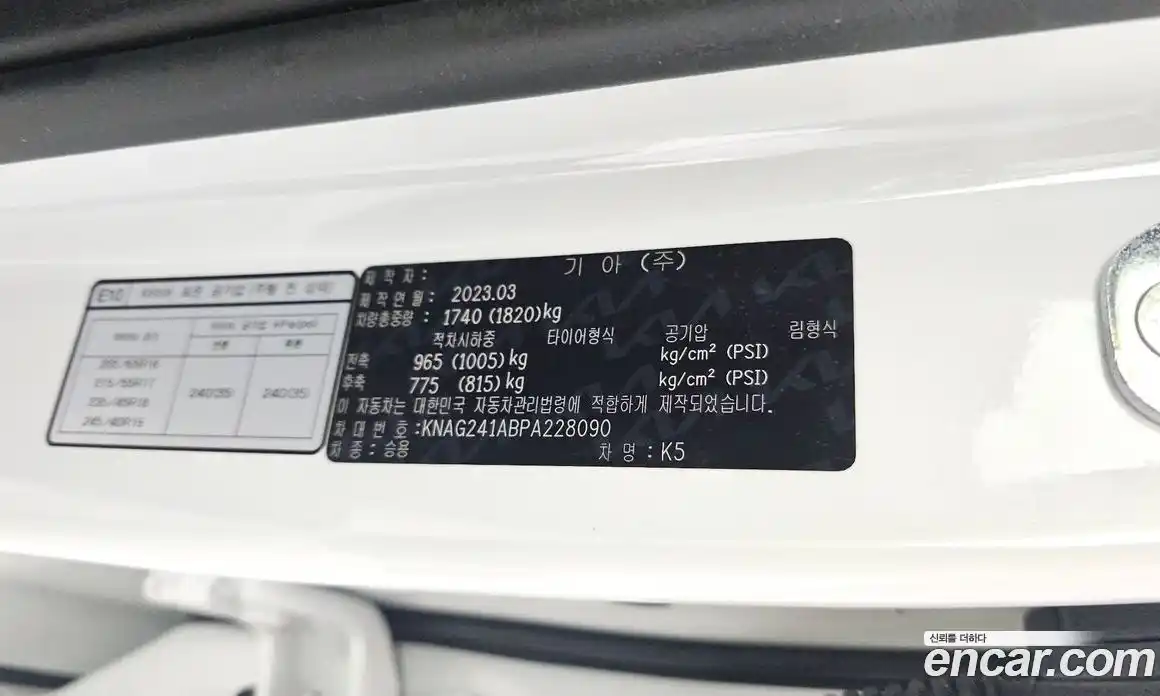 E10
240(35) 240(35)
245/40R18
제작자 : 기아(주)
제작연월 : 2023.03
차량총중량 : 1740 (1820)kg
적차시하중 타이어형식 공기압 림형식
전축 965 (1005)kg kg/cm² (PSI)
후축 775 (815)kg kg/cm² (PSI)
이 자동차는 대한민국 자동차관리법령에 적합하게 제작되었습니다.
차대번호 :KNAG241ABPA228090
차종 : 승용 차명 : K5
신뢰를 더하다
encar.com